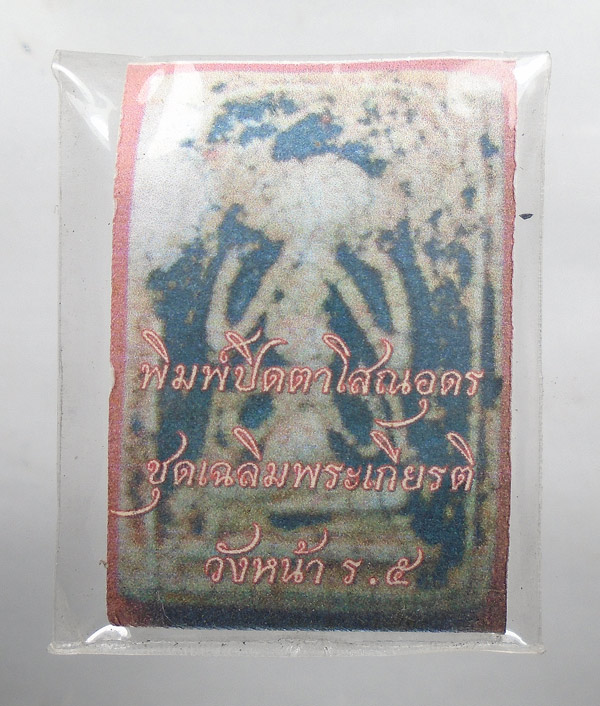 พิมพ์ปิดตาโสณอุดร
ชุดเฉลิมพระเกียรติ
วังหน้า ร.๕